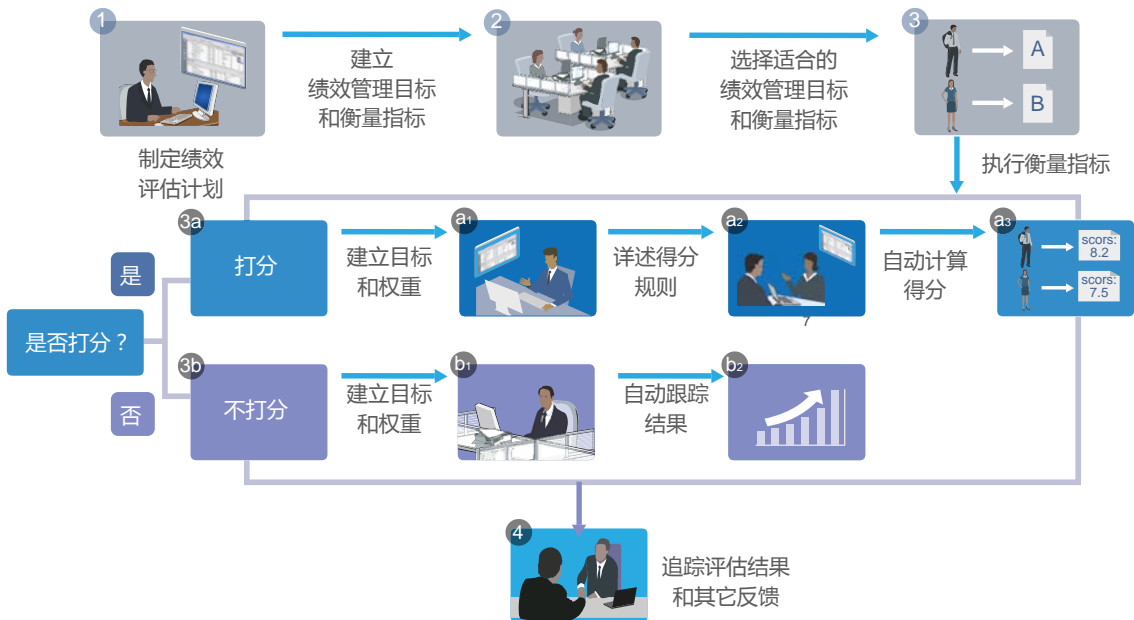 1
2
3
建立
绩效管理目标
和衡量指标
选择适合的
绩效管理目标
和衡量指标
A
B
制定绩效
评估计划
执行衡量指标
3a
a1
a2
a3
是
打分
建立目标
和权重
详述得分
规则
自动计算
得分
scors:
8.2
scors:
7.5
7
是否打分？
3b
b1
b2
否
不打分
建立目标
和权重
自动跟踪
结果
4
追踪评估结果
和其它反馈